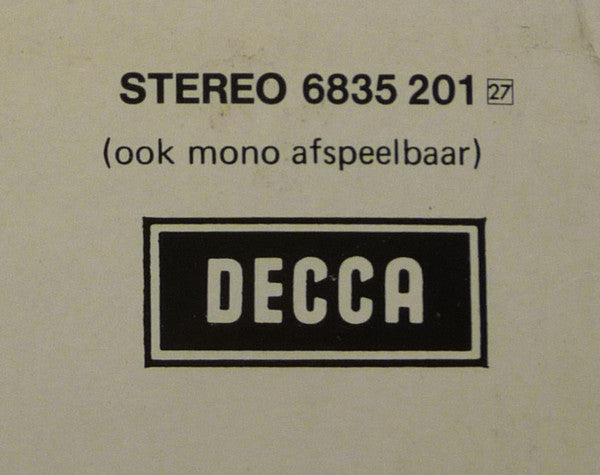 STEREO 6835 201 27
(ook mono afspeelbaar)
DECCA